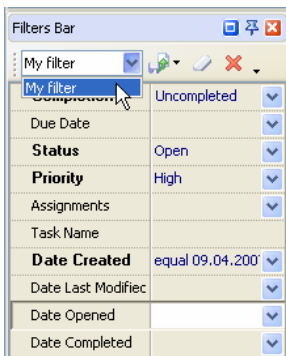 Filters Bar
My filter
My filter
Completion Uncompleted
Due Date
Status Open
Priority High
Assignments
Task Name
Date Created equal 09.04.200
Date Last Modifiec
Date Opened
Date Completed